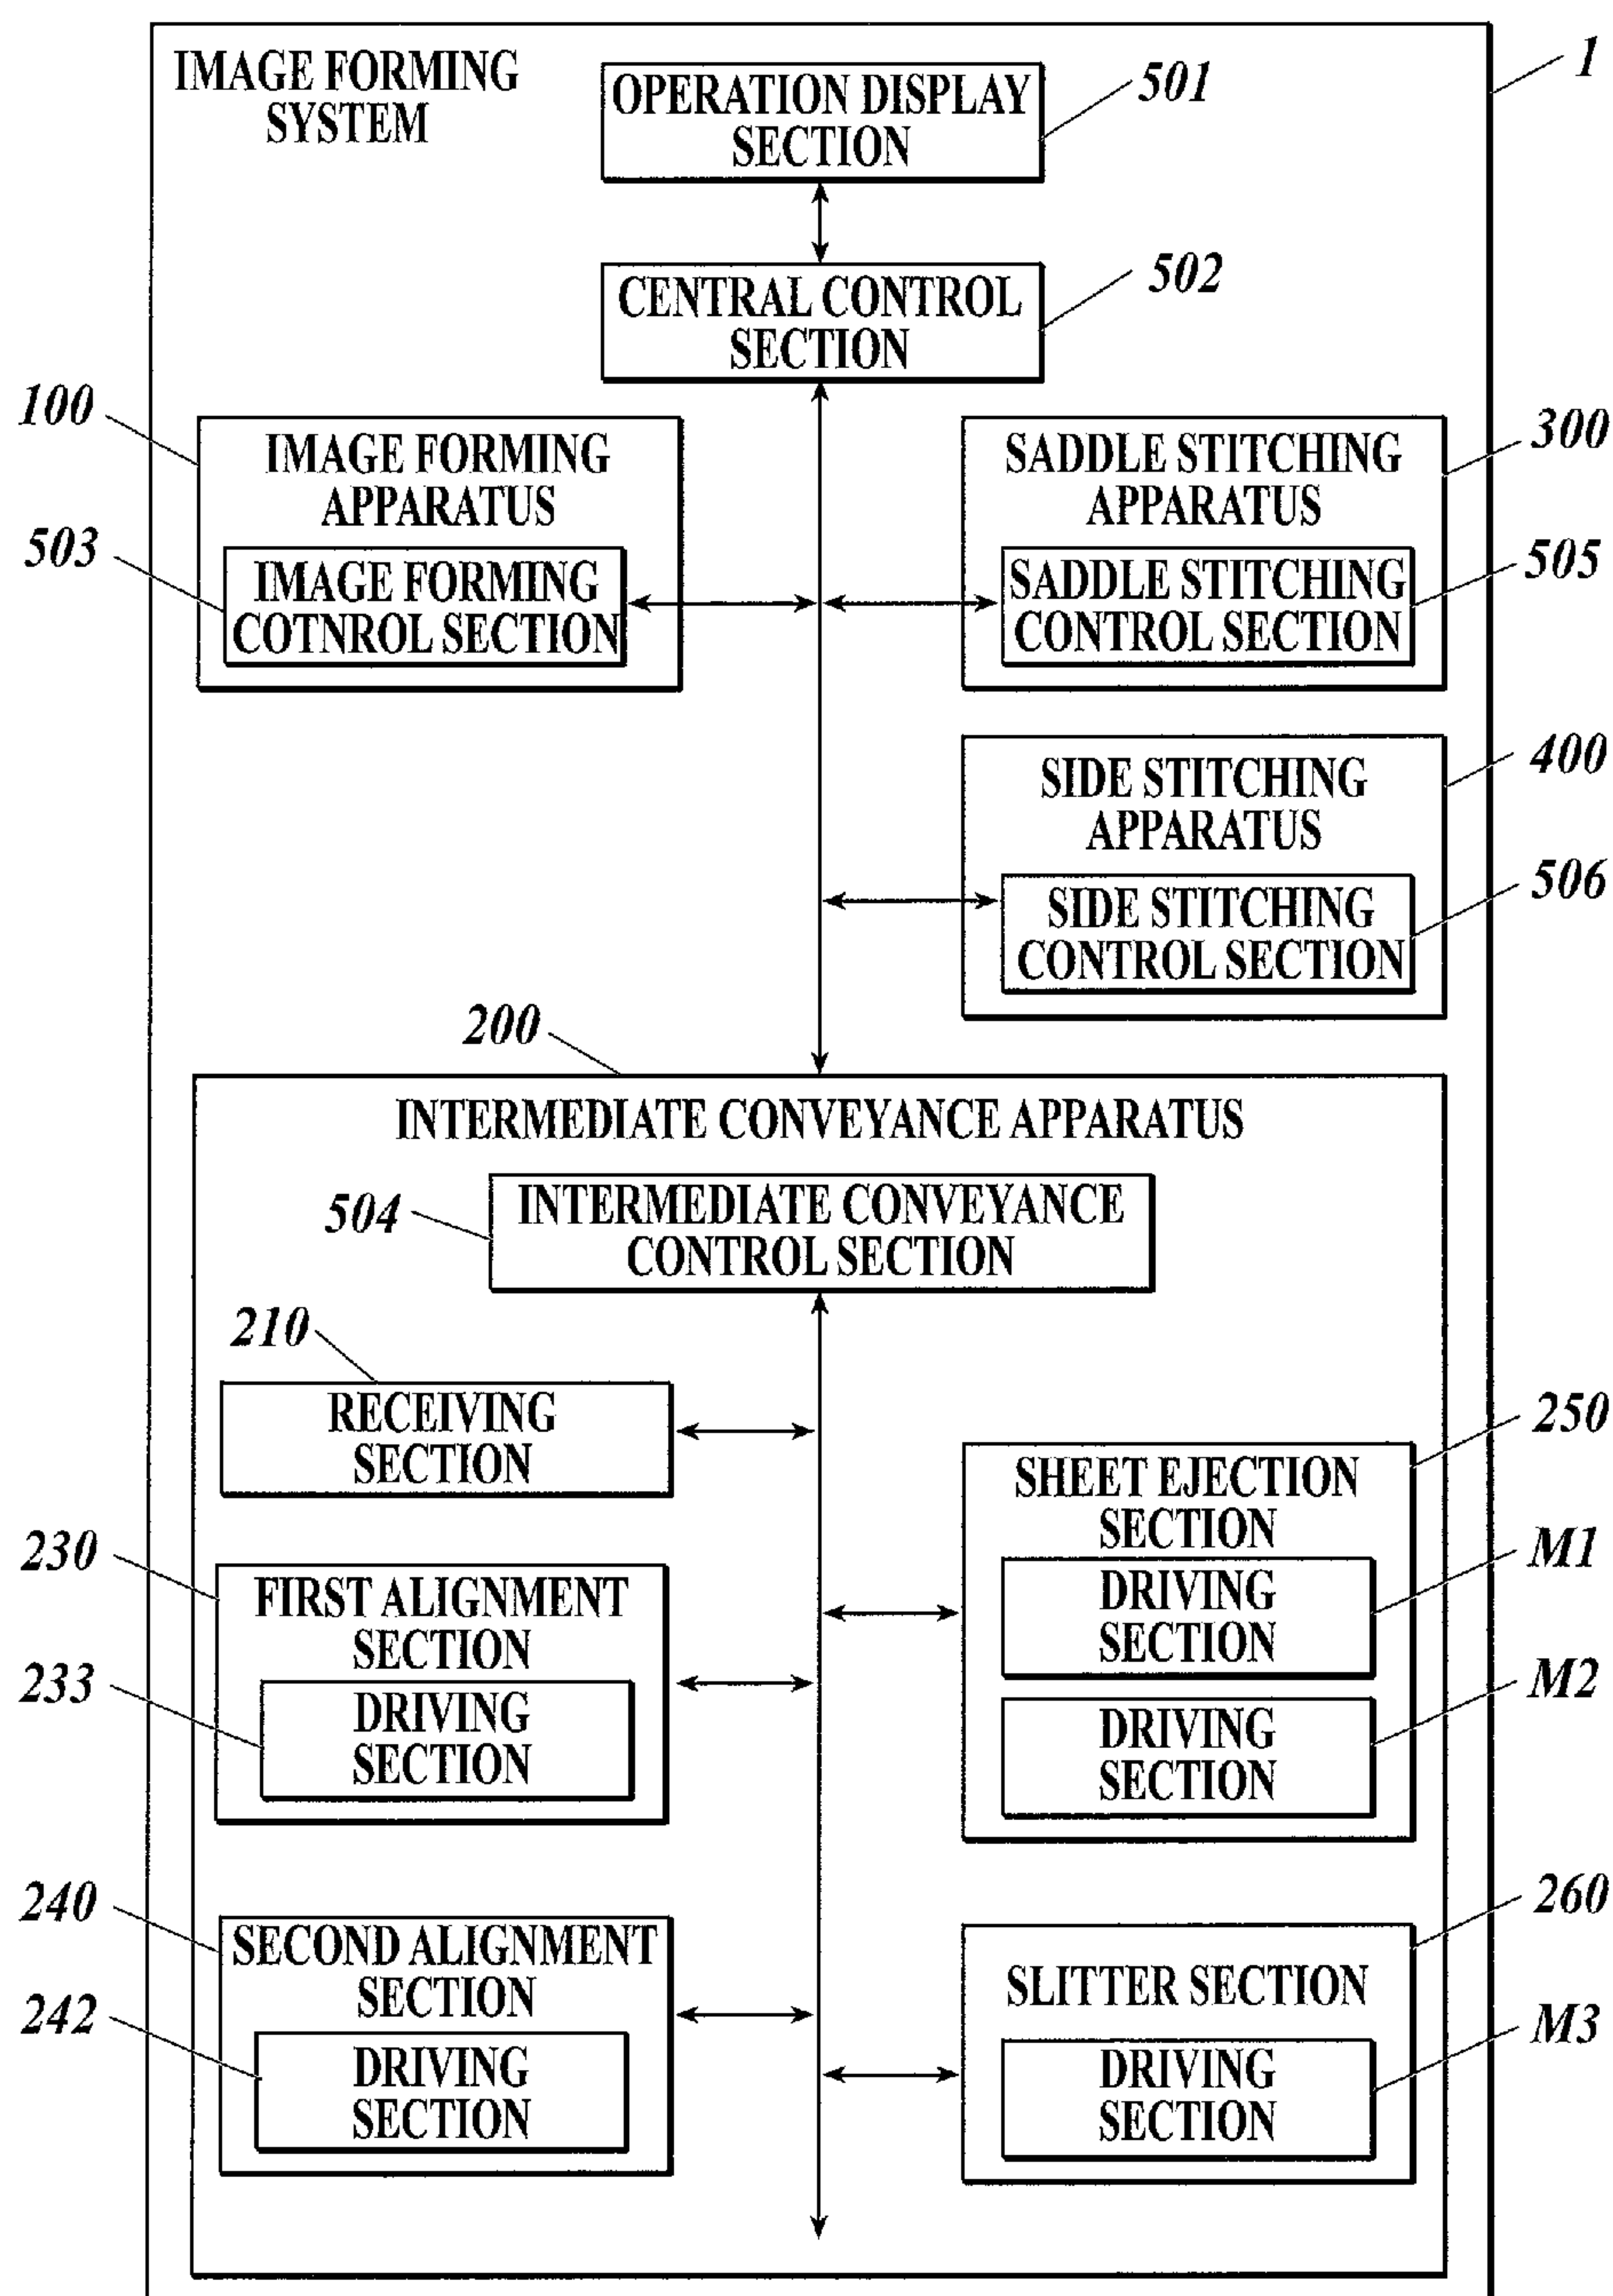 IMAGE FORMING
SYSTEM
1
OPERATION DISPLAY
SECTION
501
CENTRAL CONTROL
SECTION
502
100
IMAGE FORMING
APPARATUS
503
IMAGE FORMING
COTNROL SECTION
300
SADDLE STITCHING
APPARATUS
505
SADDLE STITCHING
CONTROL SECTION
400
SIDE STITCHING
APPARATUS
506
SIDE STITCHING
CONTROL SECTION
200
INTERMEDIATE CONVEYANCE APPARATUS
504
INTERMEDIATE CONVEYANCE
CONTROL SECTION
210
RECEIVING
SECTION
250
SHEET EJECTION
SECTION
M1
DRIVING
SECTION
M2
DRIVING
SECTION
230
FIRST ALIGNMENT
SECTION
233
DRIVING
SECTION
240
SECOND ALIGNMENT
SECTION
242
DRIVING
SECTION
260
SLITTER SECTION
M3
DRIVING
SECTION